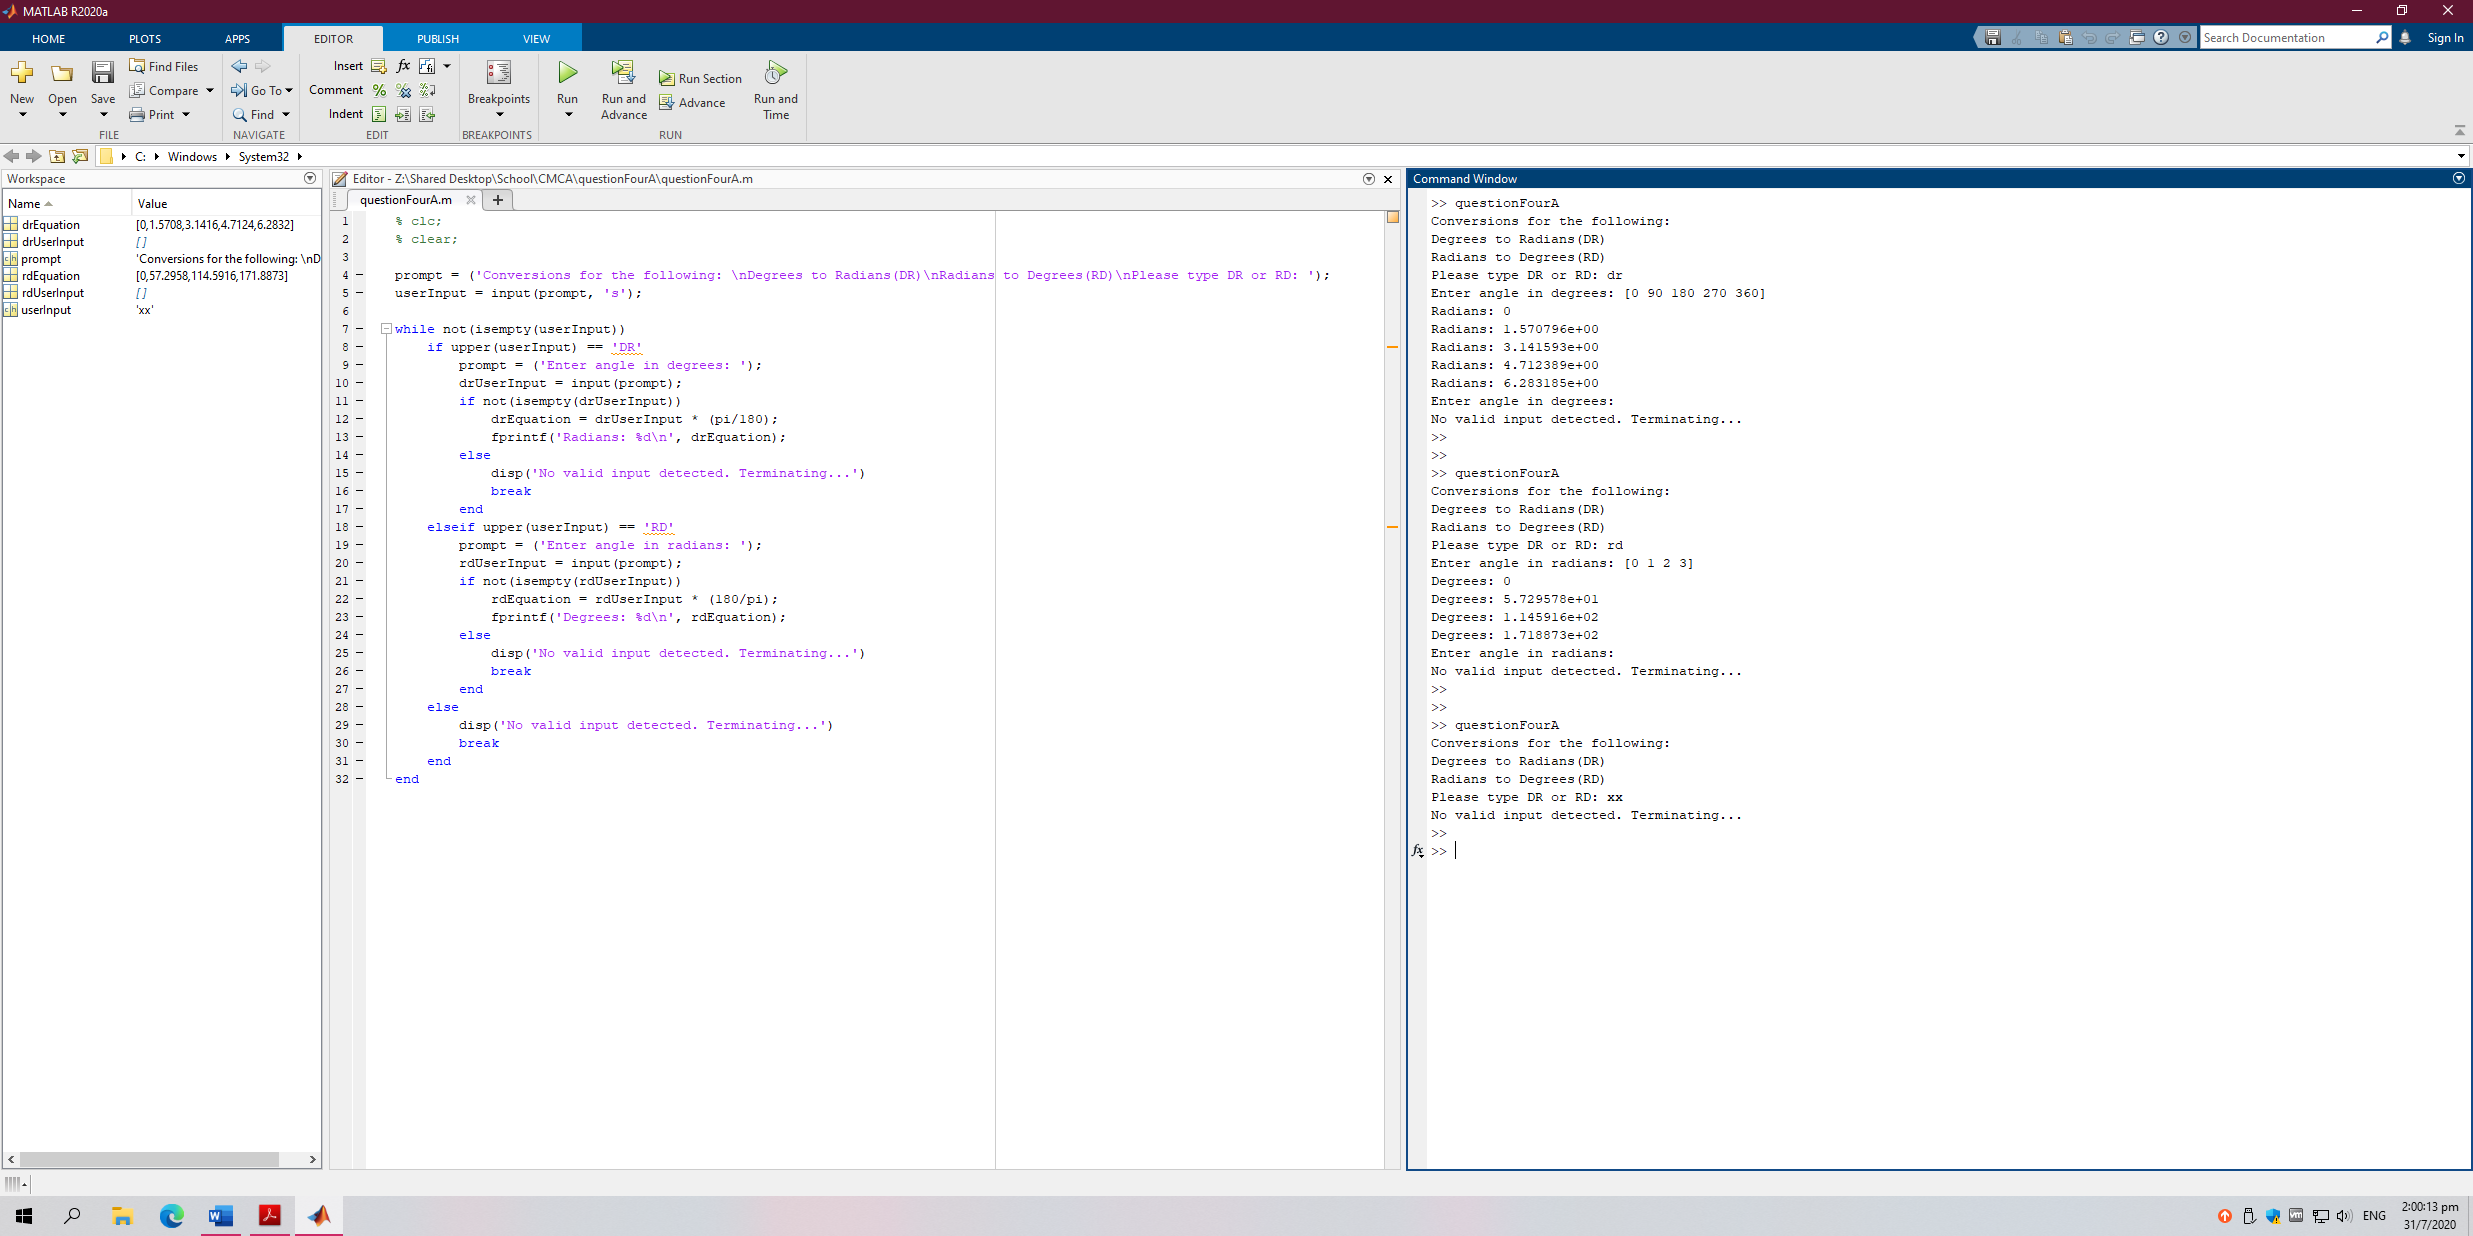 MATLAB R2020a
HOME PLOTS APPS EDITOR PUBLISH VIEW
Search Documentation Sign In
New Open Save Find Files Compare Print
FILE
Go To Find
NAVIGATE
Insert fx
Comment
Indent
EDIT
Breakpoints
BREAKPOINTS
Run Run and Advance Run Section Advance Run and Time
RUN
C: Windows System32
Workspace
Name Value
drEquation [0,1.5708,3.1416,4.7124,6.2832]
drUserInput []
prompt 'Conversions for the following: \nD
rdEquation [0,57.2958,114.5916,171.8873]
rdUserInput []
userInput 'xx'
Editor - Z:\Shared Desktop\School\CMCA\questionFourA\questionFourA.m
questionFourA.m +
1 % clc;
2 % clear;
3
4 prompt = ('Conversions for the following: \nDegrees to Radians(DR)\nRadians to Degrees(RD)\nPlease type DR or RD: ');
5 userInput = input(prompt, 's');
6
7 while not(isempty(userInput))
8 if upper(userInput) == 'DR'
9 prompt = ('Enter angle in degrees: ');
10 drUserInput = input(prompt);
11 if not(isempty(drUserInput))
12 drEquation = drUserInput * (pi/180);
13 fprintf('Radians: %d\n', drEquation);
14 else
15 disp('No valid input detected. Terminating...')
16 break
17 end
18 elseif upper(userInput) == 'RD'
19 prompt = ('Enter angle in radians: ');
20 rdUserInput = input(prompt);
21 if not(isempty(rdUserInput))
22 rdEquation = rdUserInput * (180/pi);
23 fprintf('Degrees: %d\n', rdEquation);
24 else
25 disp('No valid input detected. Terminating...')
26 break
27 end
28 else
29 disp('No valid input detected. Terminating...')
30 break
31 end
32 end
Command Window
>> questionFourA
Conversions for the following:
Degrees to Radians(DR)
Radians to Degrees(RD)
Please type DR or RD: dr
Enter angle in degrees: [0 90 180 270 360]
Radians: 0
Radians: 1.570796e+00
Radians: 3.141593e+00
Radians: 4.712389e+00
Radians: 6.283185e+00
Enter angle in degrees:
No valid input detected. Terminating...
>>
>>
>> questionFourA
Conversions for the following:
Degrees to Radians(DR)
Radians to Degrees(RD)
Please type DR or RD: rd
Enter angle in radians: [0 1 2 3]
Degrees: 0
Degrees: 5.729578e+01
Degrees: 1.145916e+02
Degrees: 1.718873e+02
Enter angle in radians:
No valid input detected. Terminating...
>>
>>
>> questionFourA
Conversions for the following:
Degrees to Radians(DR)
Radians to Degrees(RD)
Please type DR or RD: xx
No valid input detected. Terminating...
>>
fx >>
ENG
2:00:13 pm
31/7/2020